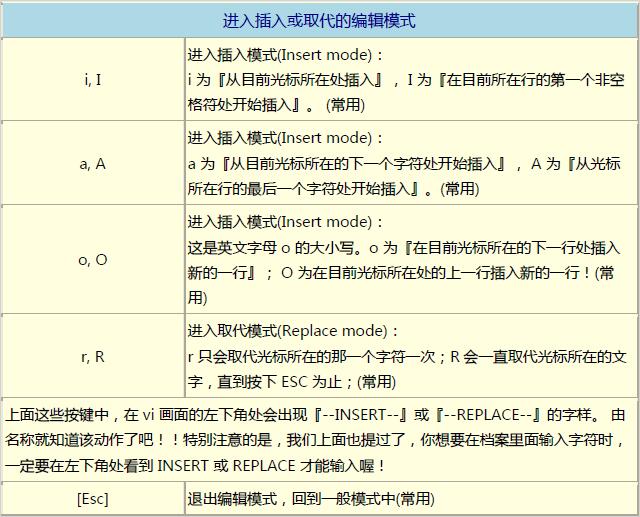 进入插入或取代的编辑模式
i, I
进入插入模式(Insert mode)：
i 为『从目前光标所在处插入』， I 为『在目前所在行的第一个非空
格符处开始插入』。 (常用)
a, A
进入插入模式(Insert mode)：
a 为『从目前光标所在的下一个字符处开始插入』， A 为『从光标
所在行的最后一个字符处开始插入』。(常用)
o, O
进入插入模式(Insert mode)：
这是英文字母 o 的大小写。o 为『在目前光标所在的下一行处插入
新的一行』； O 为在目前光标所在处的上一行插入新的一行！(常
用)
r, R
进入取代模式(Replace mode)：
r 只会取代光标所在的那一个字符一次；R 会一直取代光标所在的文
字，直到按下 ESC 为止；(常用)
上面这些按键中，在 vi 画面的左下角处会出现『--INSERT--』或『--REPLACE--』的字样。 由
名称就知道该动作了吧！！特别注意的是，我们上面也提过了，你想要在档案里面输入字符时，
一定要在左下角处看到 INSERT 或 REPLACE 才能输入喔！
[Esc]
退出编辑模式，回到一般模式中(常用)